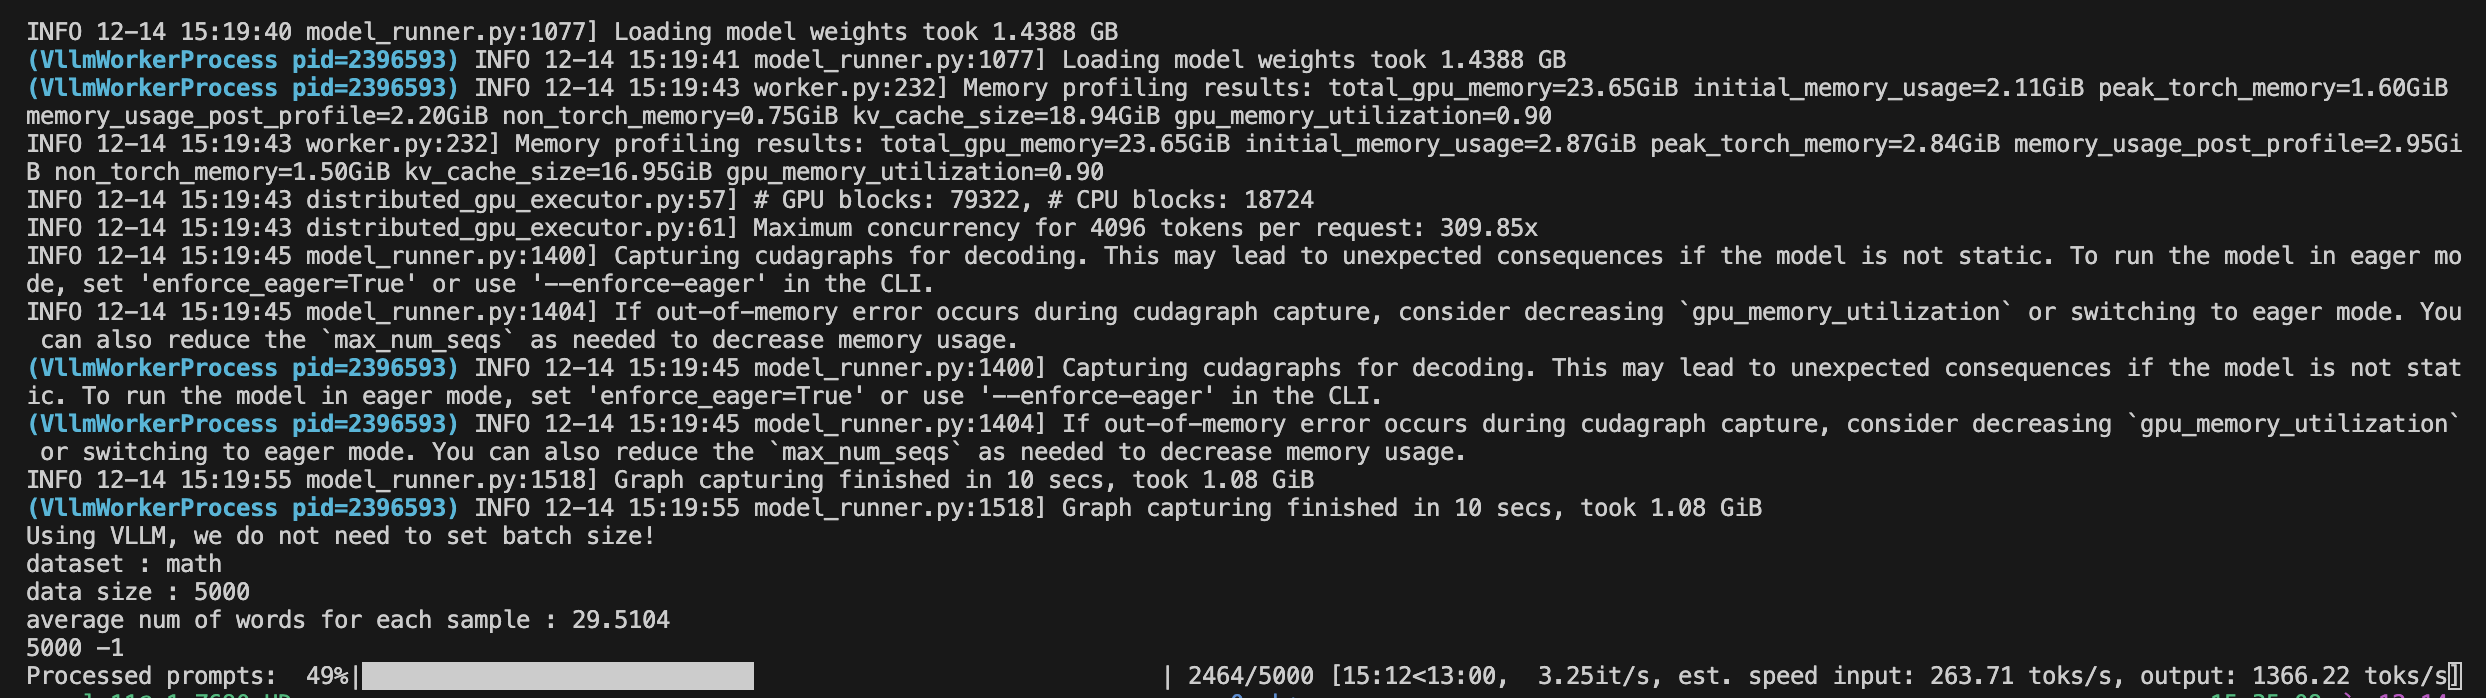 INFO 12-14 15:19:40 model_runner.py:1077] Loading model weights took 1.4388 GB
(VllmWorkerProcess pid=2396593) INFO 12-14 15:19:41 model_runner.py:1077] Loading model weights took 1.4388 GB
(VllmWorkerProcess pid=2396593) INFO 12-14 15:19:43 worker.py:232] Memory profiling results: total_gpu_memory=23.65GiB initial_memory_usage=2.11GiB peak_torch_memory=1.60GiB
memory_usage_post_profile=2.20GiB non_torch_memory=0.75GiB kv_cache_size=18.94GiB gpu_memory_utilization=0.90
INFO 12-14 15:19:43 worker.py:232] Memory profiling results: total_gpu_memory=23.65GiB initial_memory_usage=2.87GiB peak_torch_memory=2.84GiB memory_usage_post_profile=2.95Gi
B non_torch_memory=1.50GiB kv_cache_size=16.95GiB gpu_memory_utilization=0.90
INFO 12-14 15:19:43 distributed_gpu_executor.py:57] # GPU blocks: 79322, # CPU blocks: 18724
INFO 12-14 15:19:43 distributed_gpu_executor.py:61] Maximum concurrency for 4096 tokens per request: 309.85x
INFO 12-14 15:19:45 model_runner.py:1400] Capturing cudagraphs for decoding. This may lead to unexpected consequences if the model is not static. To run the model in eager mo
de, set 'enforce_eager=True' or use '--enforce-eager' in the CLI.
INFO 12-14 15:19:45 model_runner.py:1404] If out-of-memory error occurs during cudagraph capture, consider decreasing `gpu_memory_utilization` or switching to eager mode. You
 can also reduce the `max_num_seqs` as needed to decrease memory usage.
(VllmWorkerProcess pid=2396593) INFO 12-14 15:19:45 model_runner.py:1400] Capturing cudagraphs for decoding. This may lead to unexpected consequences if the model is not stat
ic. To run the model in eager mode, set 'enforce_eager=True' or use '--enforce-eager' in the CLI.
(VllmWorkerProcess pid=2396593) INFO 12-14 15:19:45 model_runner.py:1404] If out-of-memory error occurs during cudagraph capture, consider decreasing `gpu_memory_utilization`
 or switching to eager mode. You can also reduce the `max_num_seqs` as needed to decrease memory usage.
INFO 12-14 15:19:55 model_runner.py:1518] Graph capturing finished in 10 secs, took 1.08 GiB
(VllmWorkerProcess pid=2396593) INFO 12-14 15:19:55 model_runner.py:1518] Graph capturing finished in 10 secs, took 1.08 GiB
Using VLLM, we do not need to set batch size!
dataset : math
data size : 5000
average num of words for each sample : 29.5104
5000 -1
Processed prompts:  49%| | 2464/5000 [15:12<13:00,  3.25it/s, est. speed input: 263.71 toks/s, output: 1366.22 toks/s]